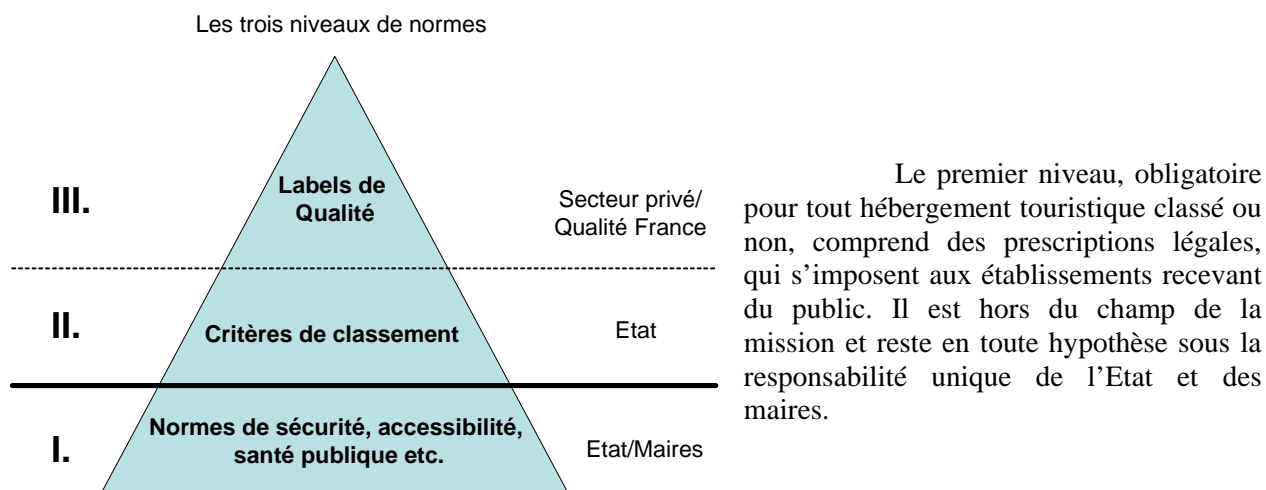 Les trois niveaux de normes
III.
Labels de
Qualité
Secteur privé/
Qualité France
II.
Critères de classement
Etat
I.
Normes de sécurité, accessibilité,
santé publique etc.
Etat/Maires
Le premier niveau, obligatoire
pour tout hébergement touristique classé ou
non, comprend des prescriptions légales,
qui s’imposent aux établissements recevant
du public. Il est hors du champ de la
mission et reste en toute hypothèse sous la
responsabilité unique de l’Etat et des
maires.